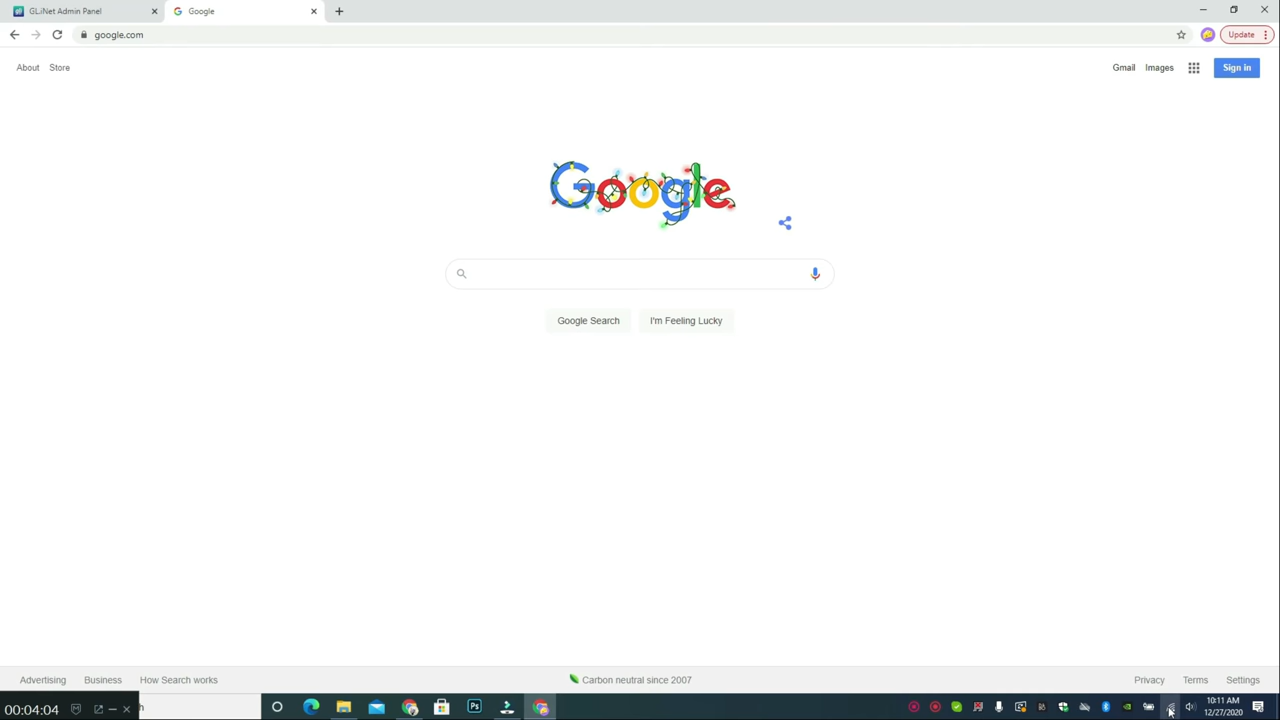 GL.iNet Admin Panel
Google
google.com
Update
About
Store
Gmail
Images
Sign in
Google
Google Search
I'm Feeling Lucky
Advertising
Business
How Search works
Carbon neutral since 2007
Privacy
Terms
Settings
00:04:04
h
Ps
10:11 AM
12/27/2020